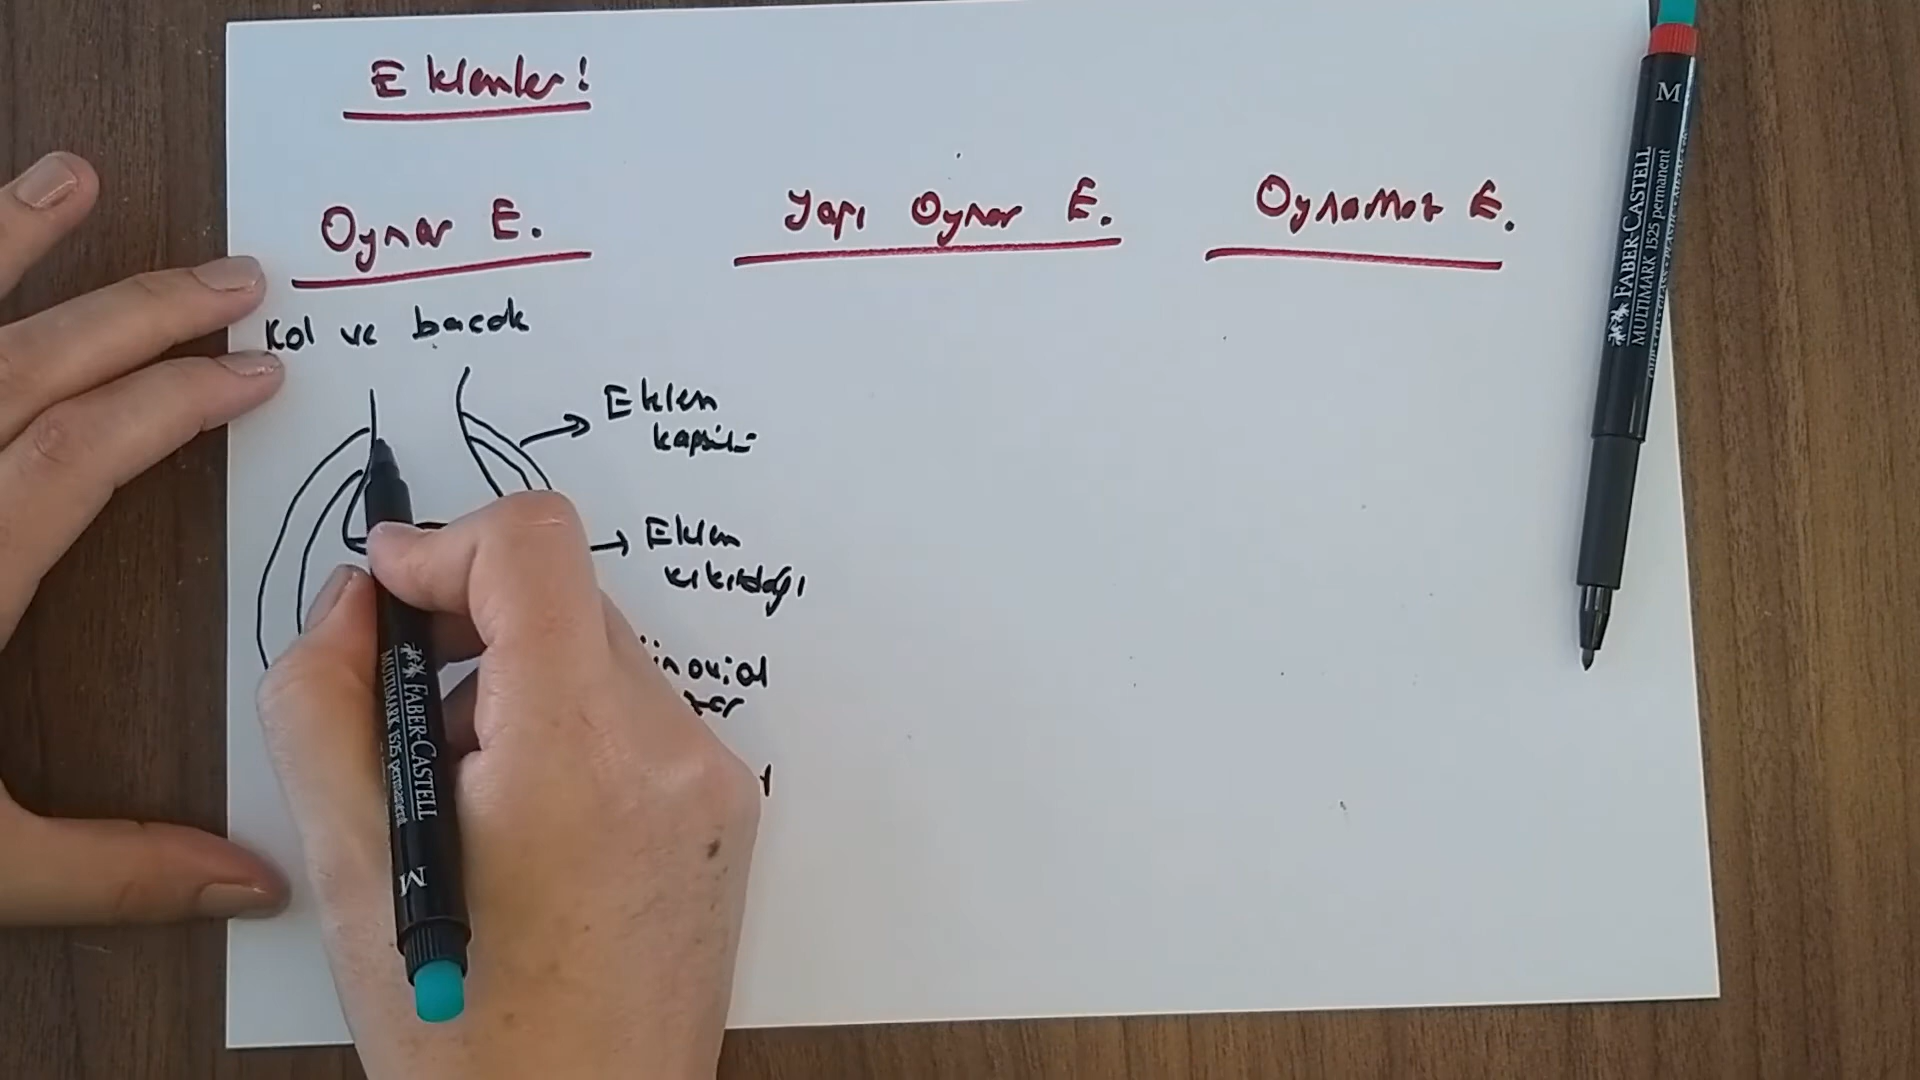 Eklemler!
Oynar E.
Yarı Oynar E.
Oynamaz E.
Kol ve bacak
Eklem
kapsülü
Eklem
kıkırdağı
inovial
FABER-CASTELL
MULTIMARK 1525 permanent
M
M
FABER-CASTELL
MULTIMARK 1525 permanent